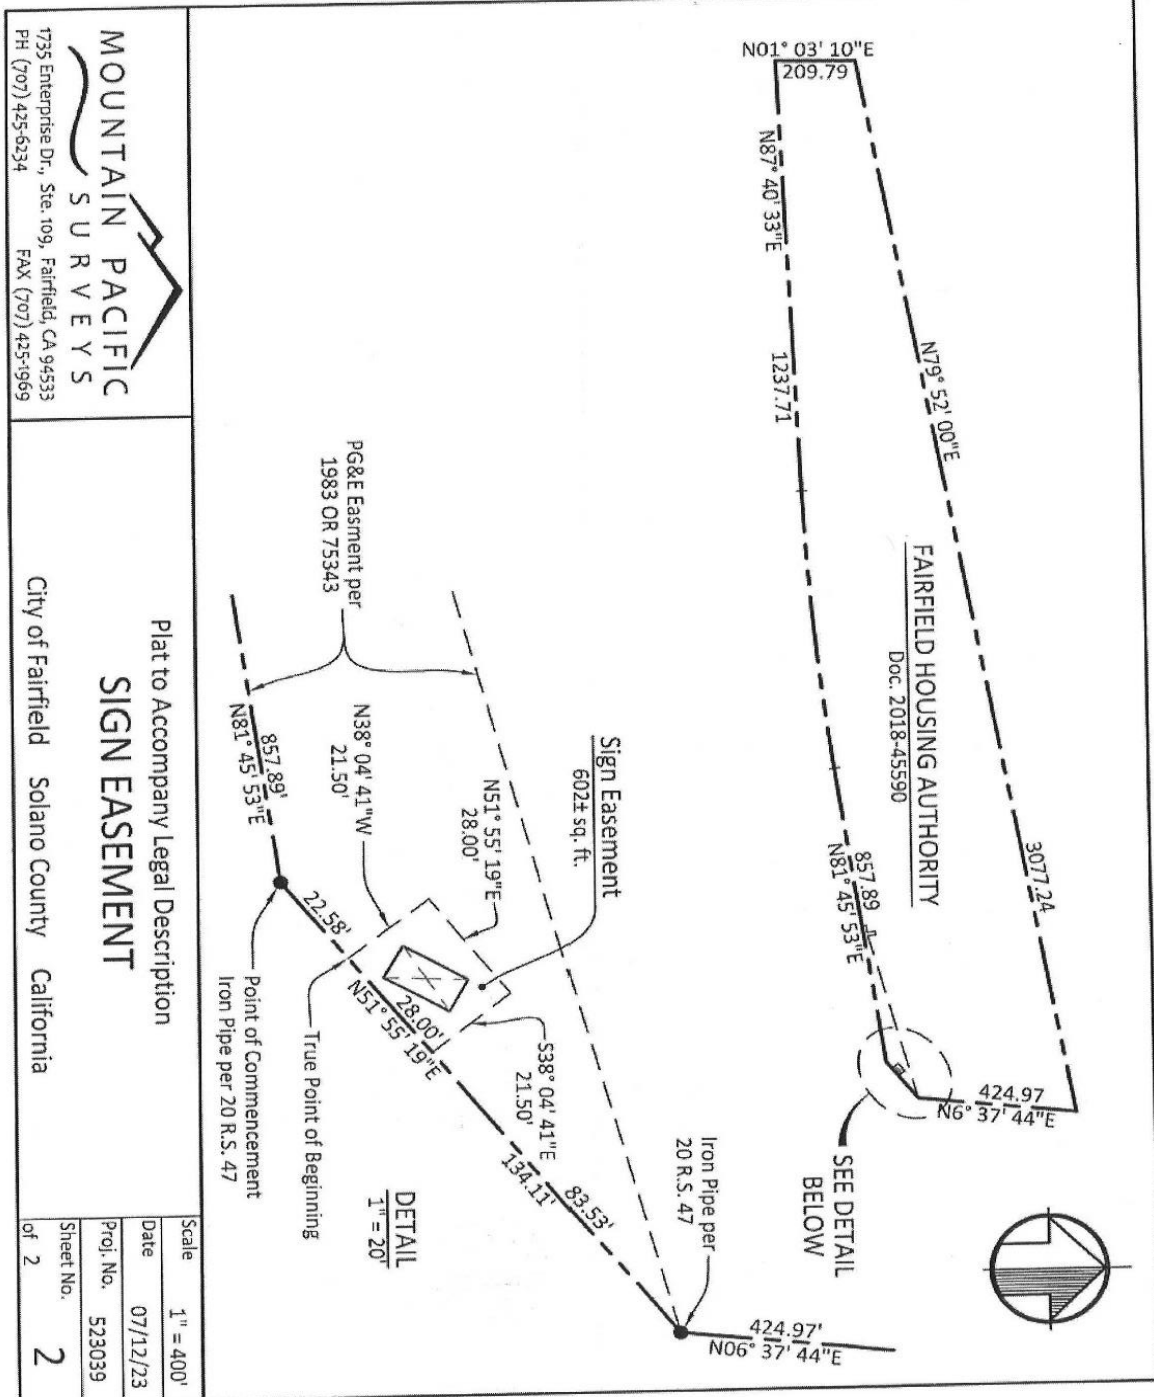 N01° 03' 10"E
209.79
N87° 40' 33"E
1237.71
N79° 52' 00"E
3077.24
FAIRFIELD HOUSING AUTHORITY
Doc. 2018-45590
857.89
N81° 45' 53"E
424.97
N6° 37' 44"E
SEE DETAIL
BELOW
PG&E Easment per
1983 OR 75343
Sign Easement
602± sq. ft.
N51° 55' 19"E
28.00'
N38° 04' 41"W
21.50'
857.89'
N81° 45' 53"E
22.58'
28.00'
N51° 55' 19"E
S38° 04' 41"E
21.50'
83.53'
134.11'
Iron Pipe per
20 R.S. 47
424.97'
N06° 37' 44"E
True Point of Beginning
Point of Commencement
Iron Pipe per 20 R.S. 47
DETAIL
1" = 20'
MOUNTAIN PACIFIC
SURVEYS
1735 Enterprise Dr., Ste. 109, Fairfield, CA 94533
PH (707) 425-6234 FAX (707) 425-1969
Plat to Accompany Legal Description
SIGN EASEMENT
City of Fairfield Solano County California
Scale 1" = 400'
Date 07/12/23
Proj. No. 523039
Sheet No.
2
of 2